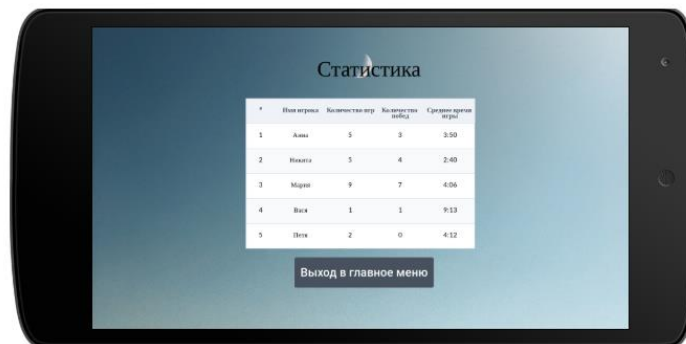 Статистика
* Имя игрока Количество игр Количество побед Среднее время игры
1 Анна 5 3 3:50
2 Никита 5 4 2:40
3 Мария 9 7 4:06
4 Вася 1 1 9:13
5 Петя 2 0 4:12
Выход в главное меню